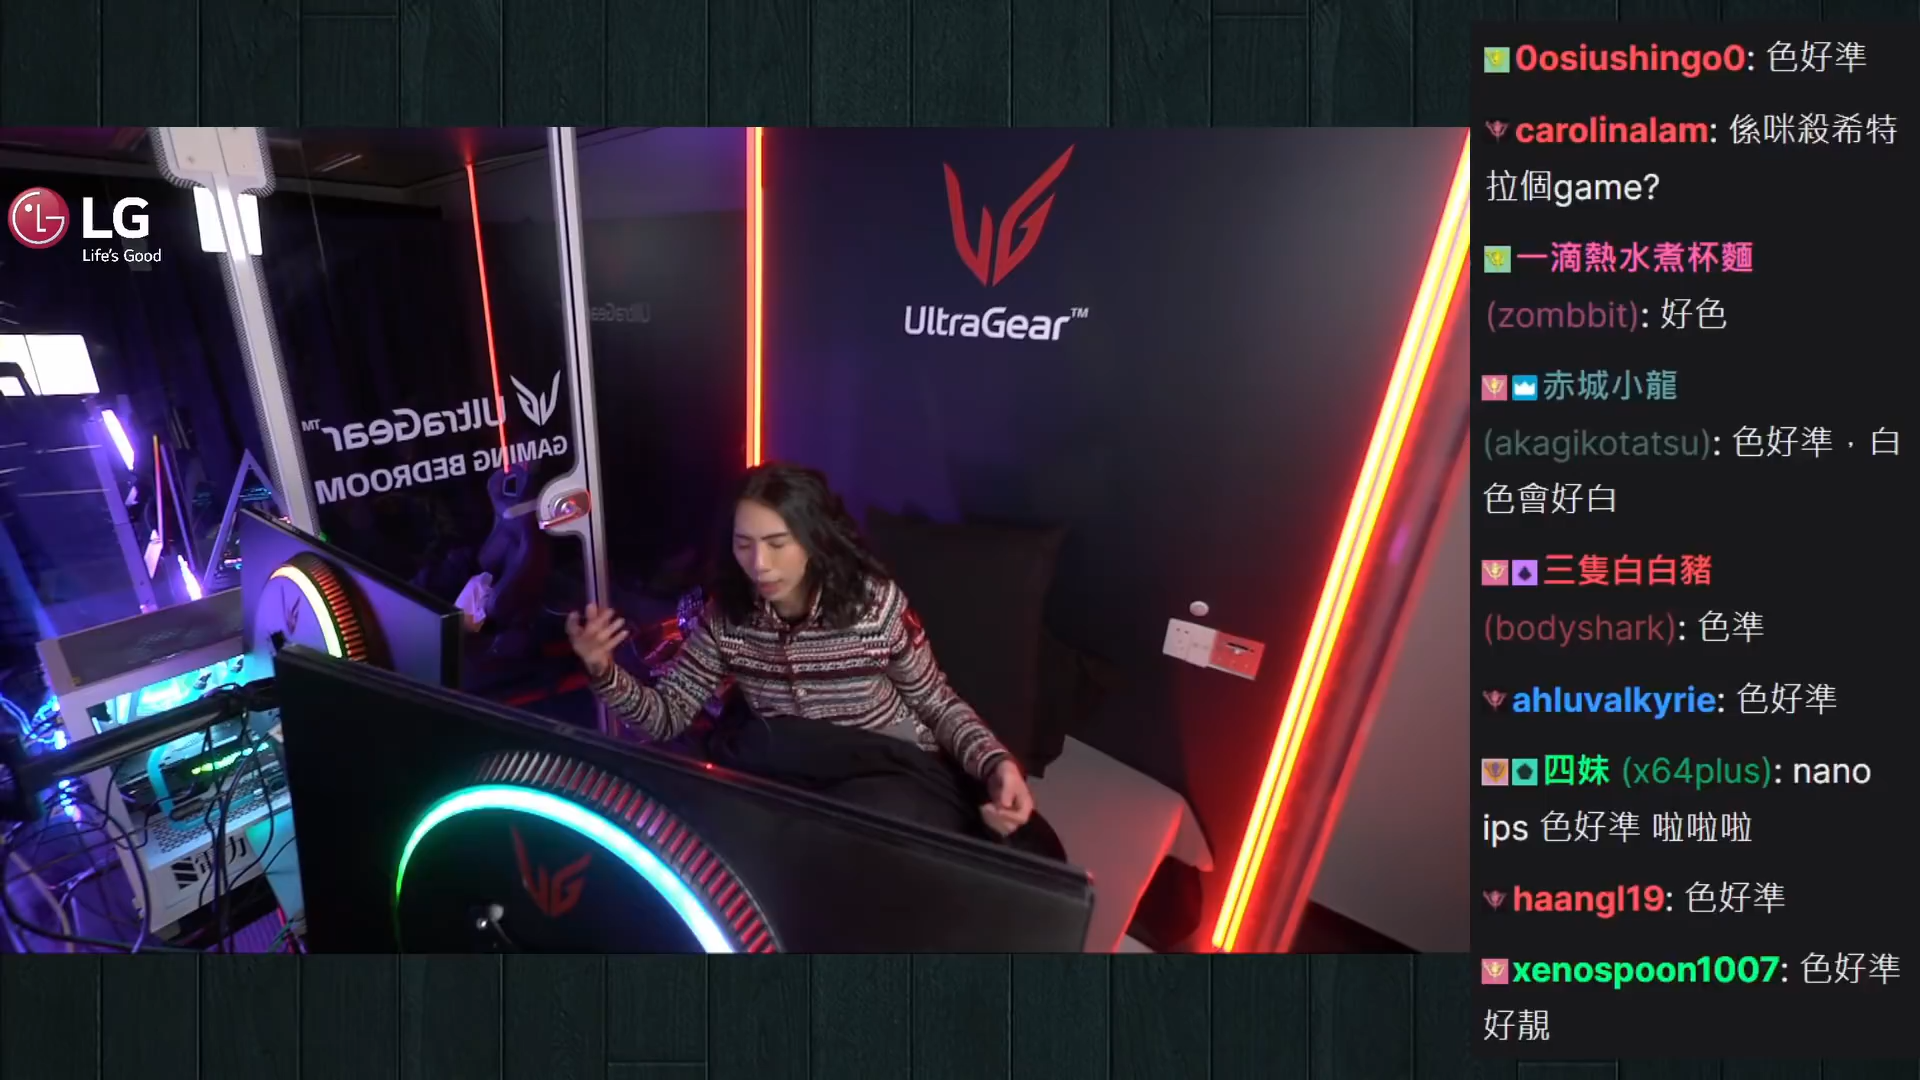 LG
Life's Good
UltraGear™
UltraGear™
GAMING BEDROOM
UltraGear
0osiushingo0: 色好準
carolinalam: 係咪殺希特
拉個game?
一滴熱水煮杯麵
(zombbit): 好色
赤城小龍
(akagikotatsu): 色好準，白
色會好白
三隻白白豬
(bodyshark): 色準
ahluvalkyrie: 色好準
四妹 (x64plus): nano
ips 色好準 啦啦啦
haangl19: 色好準
xenospoon1007: 色好準
好靚